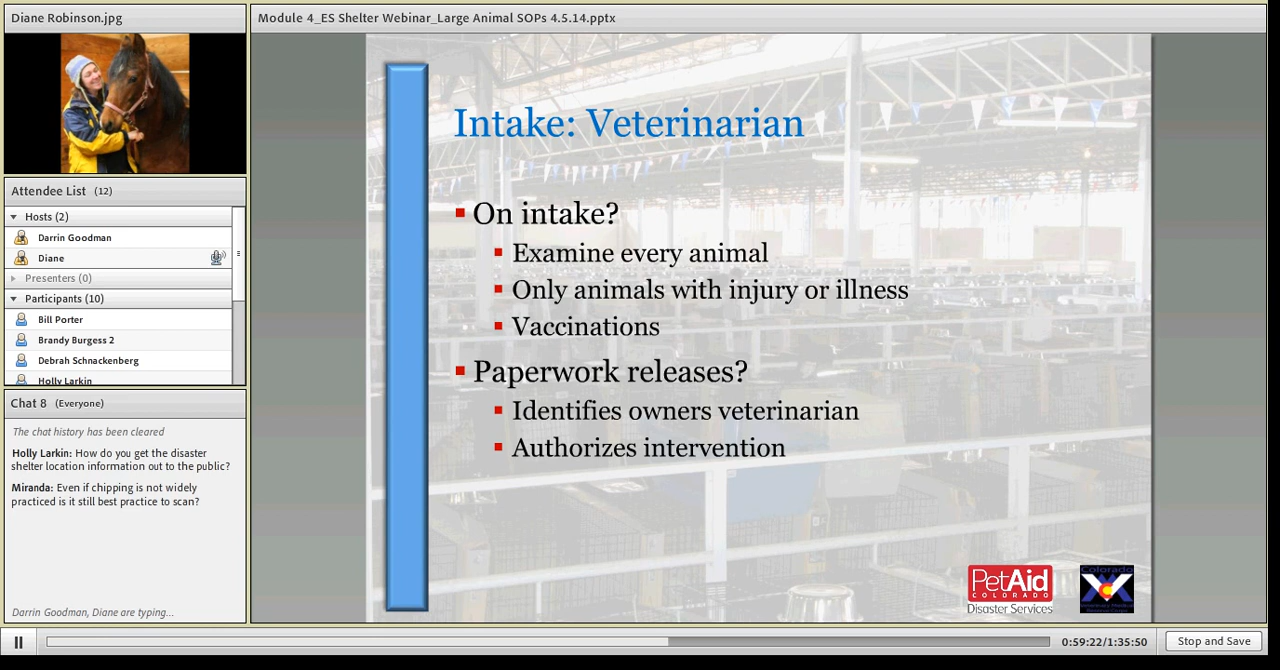 Diane Robinson.jpg
Module 4_ES Shelter Webinar_Large Animal SOPs 4.5.14.pptx
Attendee List (12)
Hosts (2)
Darrin Goodman
Diane
Presenters (0)
Participants (10)
Bill Porter
Brandy Burgess 2
Debrah Schnackenberg
Holly Larkin
Chat 8 (Everyone)
The chat history has been cleared
Holly Larkin: How do you get the disaster
shelter location information out to the public?
Miranda: Even if chipping is not widely
practiced is it still best practice to scan?
Darrin Goodman, Diane are typing...
Intake: Veterinarian
On intake?
Examine every animal
Only animals with injury or illness
Vaccinations
Paperwork releases?
Identifies owners veterinarian
Authorizes intervention
PetAid
COLORADO
Disaster Services
Colorado
0:59:22/1:35:50
Stop and Save